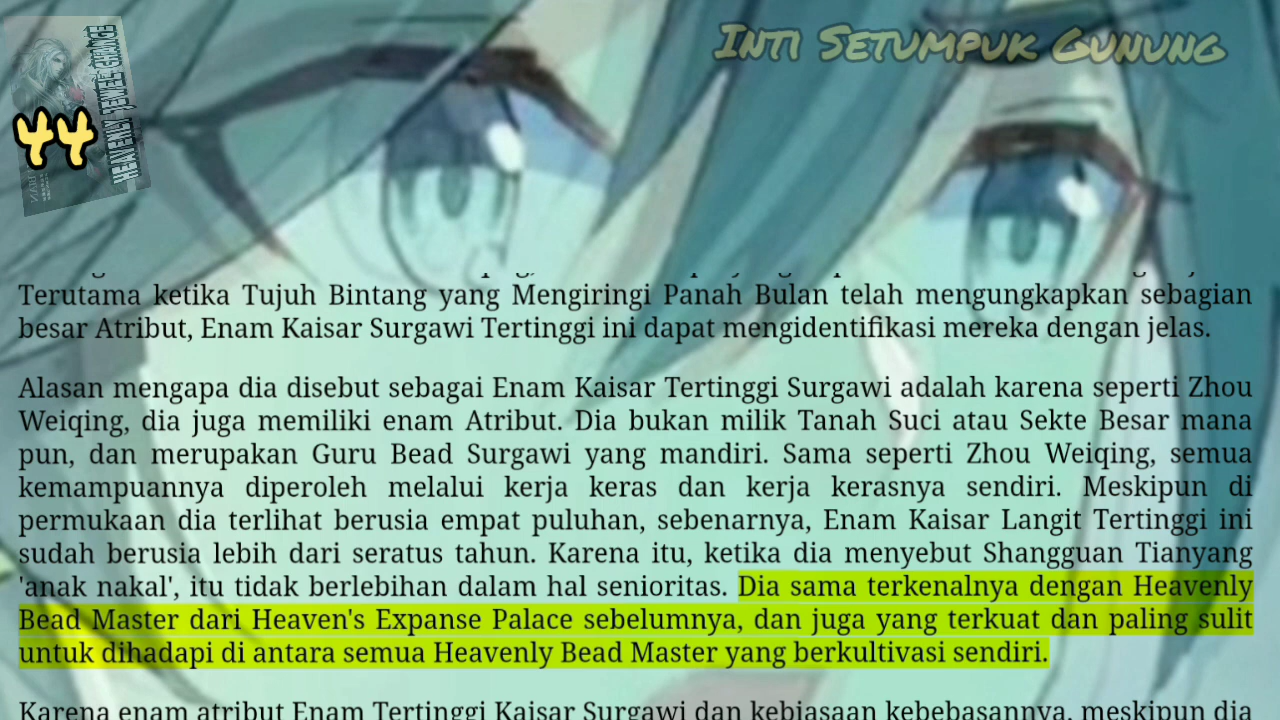 Inti Setumpuk Gunung
HEAVENLY JEWEL CHANGE
44
Terutama ketika Tujuh Bintang yang Mengiringi Panah Bulan telah mengungkapkan sebagian
besar Atribut, Enam Kaisar Surgawi Tertinggi ini dapat mengidentifikasi mereka dengan jelas.
Alasan mengapa dia disebut sebagai Enam Kaisar Tertinggi Surgawi adalah karena seperti Zhou
Weiqing, dia juga memiliki enam Atribut. Dia bukan milik Tanah Suci atau Sekte Besar mana
pun, dan merupakan Guru Bead Surgawi yang mandiri. Sama seperti Zhou Weiqing, semua
kemampuannya diperoleh melalui kerja keras dan kerja kerasnya sendiri. Meskipun di
permukaan dia terlihat berusia empat puluhan, sebenarnya, Enam Kaisar Langit Tertinggi ini
sudah berusia lebih dari seratus tahun. Karena itu, ketika dia menyebut Shangguan Tianyang
'anak nakal', itu tidak berlebihan dalam hal senioritas. Dia sama terkenalnya dengan Heavenly
Bead Master dari Heaven's Expanse Palace sebelumnya, dan juga yang terkuat dan paling sulit
untuk dihadapi di antara semua Heavenly Bead Master yang berkultivasi sendiri.
Karena enam atribut Enam Tertinggi Kaisar Surgawi dan kebiasaan kebebasannya, meskipun dia